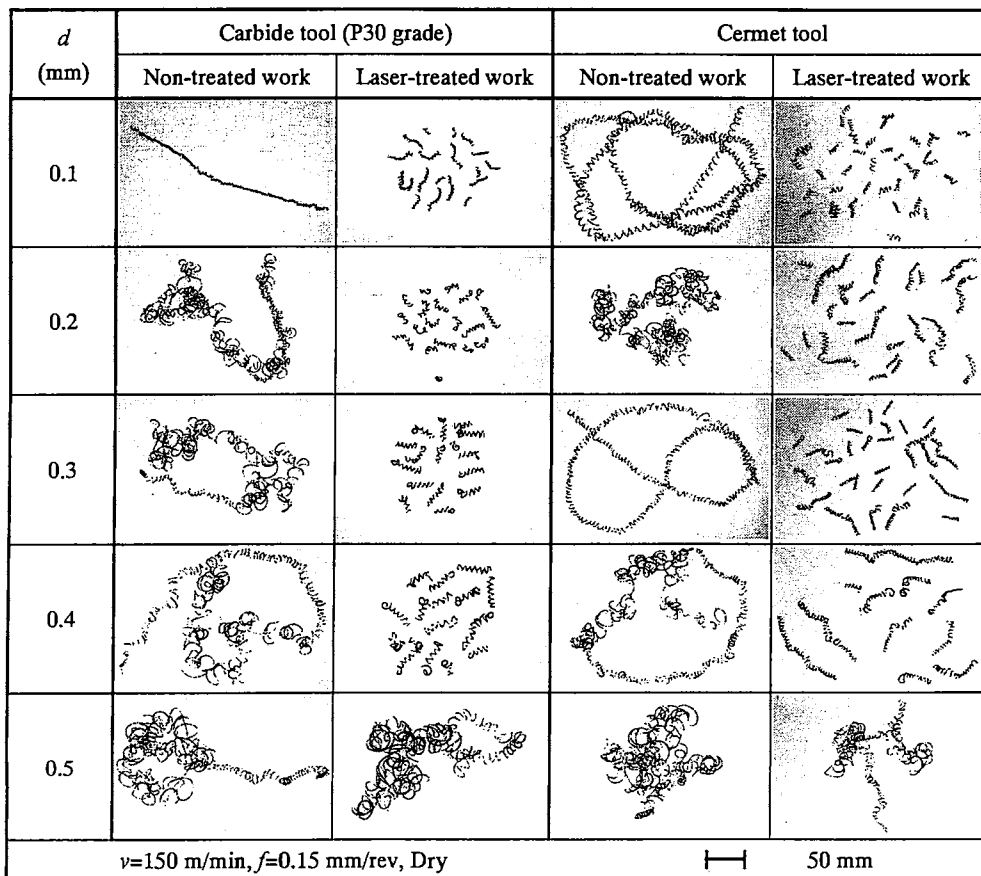 d
(mm)
Carbide tool (P30 grade)
Cermet tool
Non-treated work
Laser-treated work
Non-treated work
Laser-treated work
0.1
0.2
0.3
0.4
0.5
v=150 m/min, f=0.15 mm/rev, Dry
50 mm